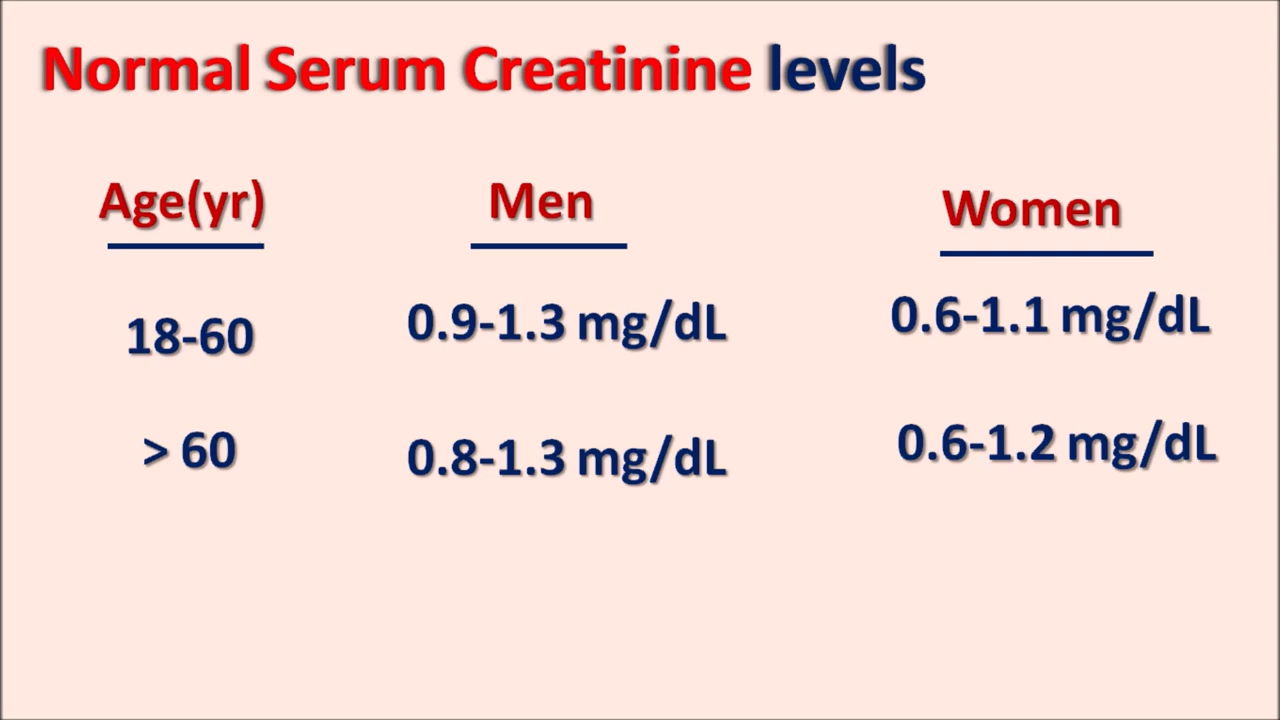 Normal Serum Creatinine levels
Age(yr) Men Women
18-60 0.9-1.3 mg/dL 0.6-1.1 mg/dL
> 60 0.8-1.3 mg/dL 0.6-1.2 mg/dL